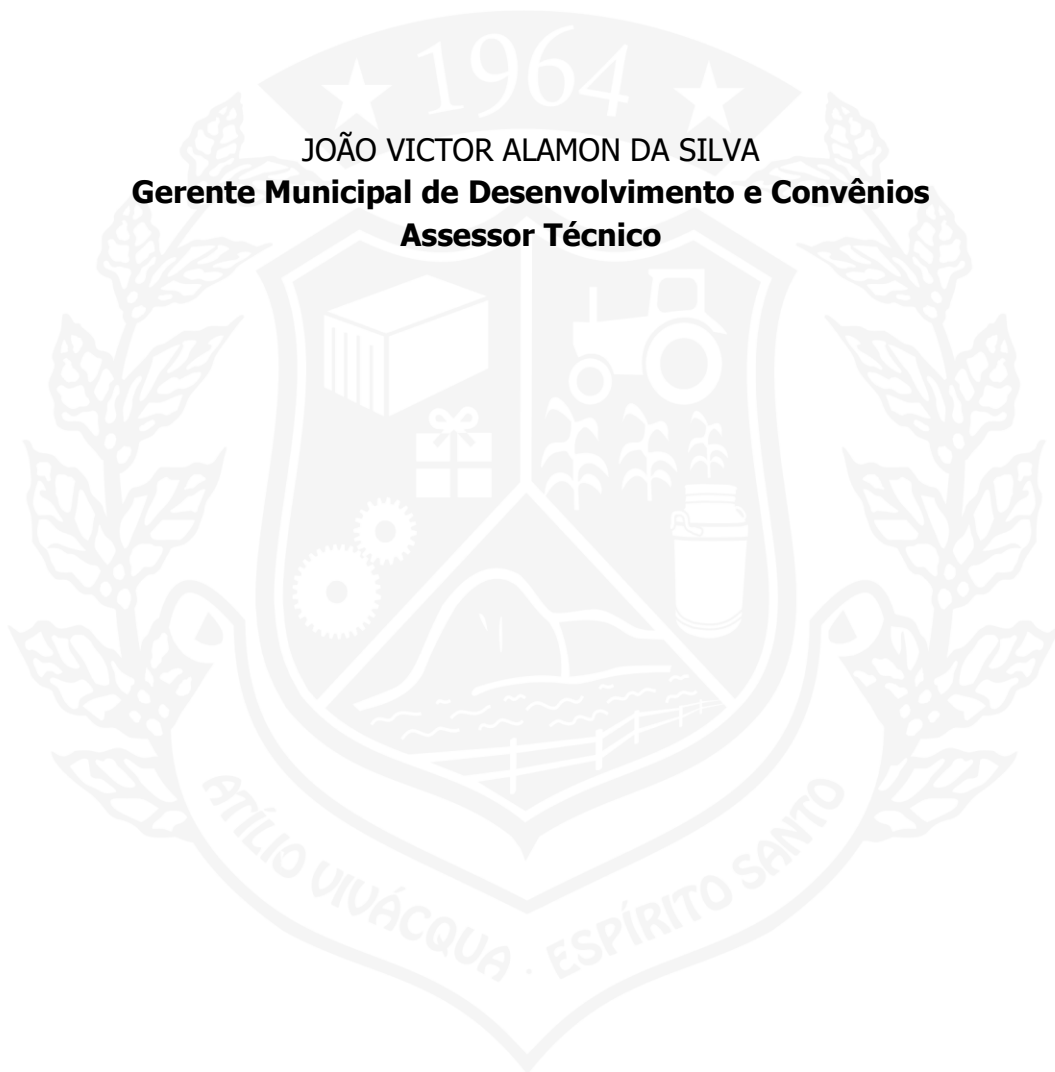 1964
JOÃO VICTOR ALAMON DA SILVA
Gerente Municipal de Desenvolvimento e Convênios
Assessor Técnico
ATÍLIO VIVÁCQUA · ESPÍRITO SANTO